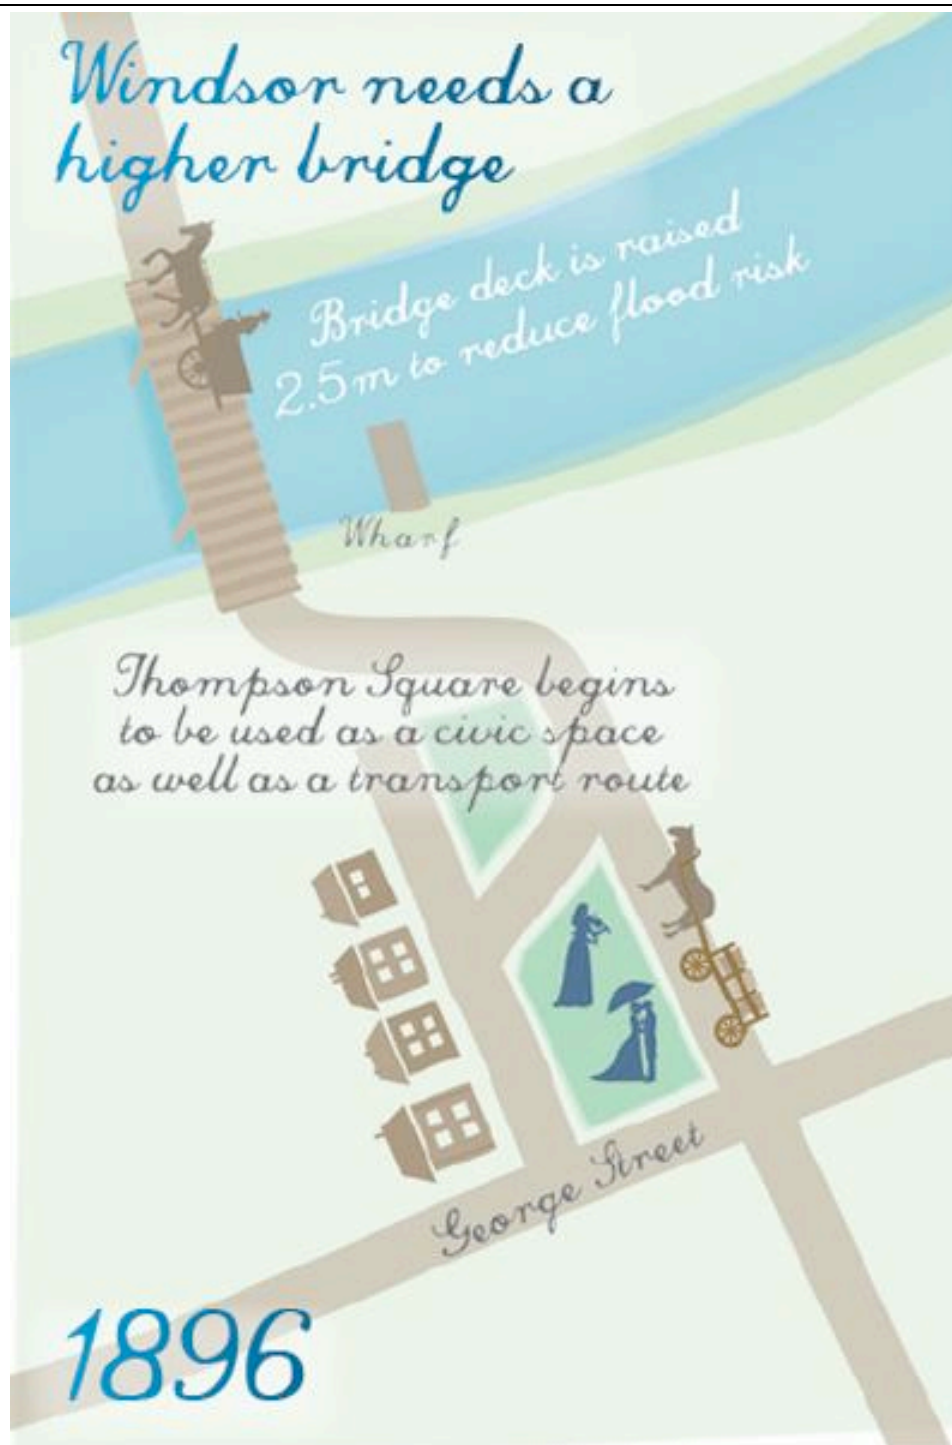 Windsor needs a
higher bridge
Bridge deck is raised
2.5m to reduce flood risk
Wharf
Thompson Square begins
to be used as a civic space
as well as a transport route
George Street
1896